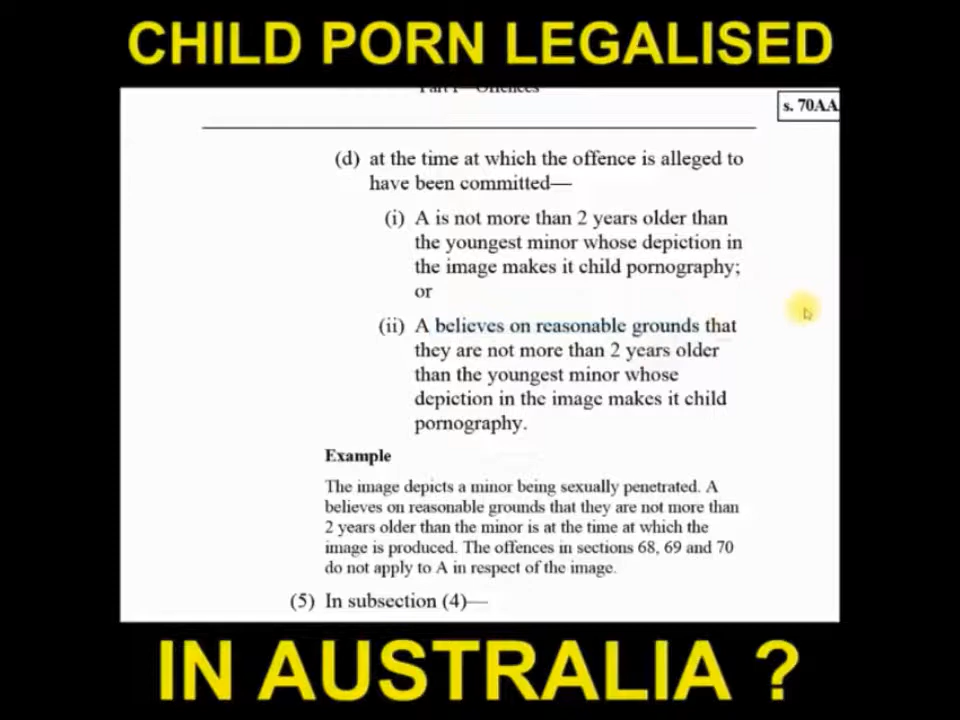 CHILD PORN LEGALISED
Part I—Offences
s. 70AA
(d) at the time at which the offence is alleged to
have been committed—
(i) A is not more than 2 years older than
the youngest minor whose depiction in
the image makes it child pornography;
or
(ii) A believes on reasonable grounds that
they are not more than 2 years older
than the youngest minor whose
depiction in the image makes it child
pornography.
Example
The image depicts a minor being sexually penetrated. A
believes on reasonable grounds that they are not more than
2 years older than the minor is at the time at which the
image is produced. The offences in sections 68, 69 and 70
do not apply to A in respect of the image.
(5) In subsection (4)—
IN AUSTRALIA ?